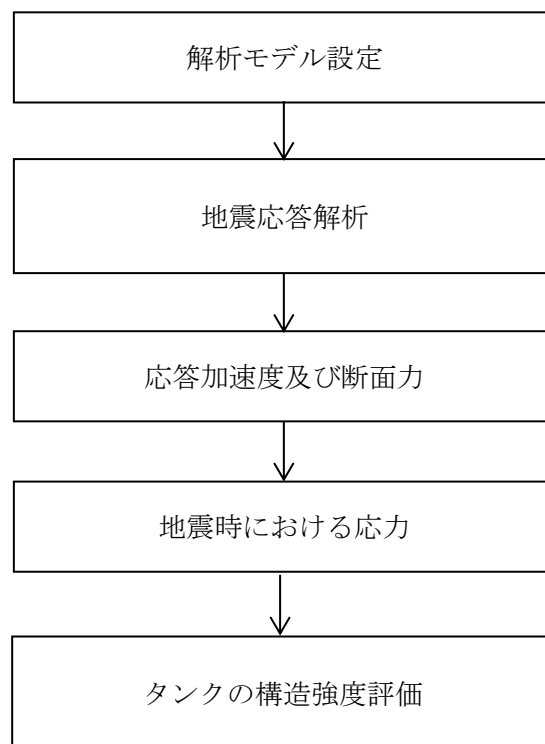 解析モデル設定
地震応答解析
応答加速度及び断面力
地震時における応力
タンクの構造強度評価